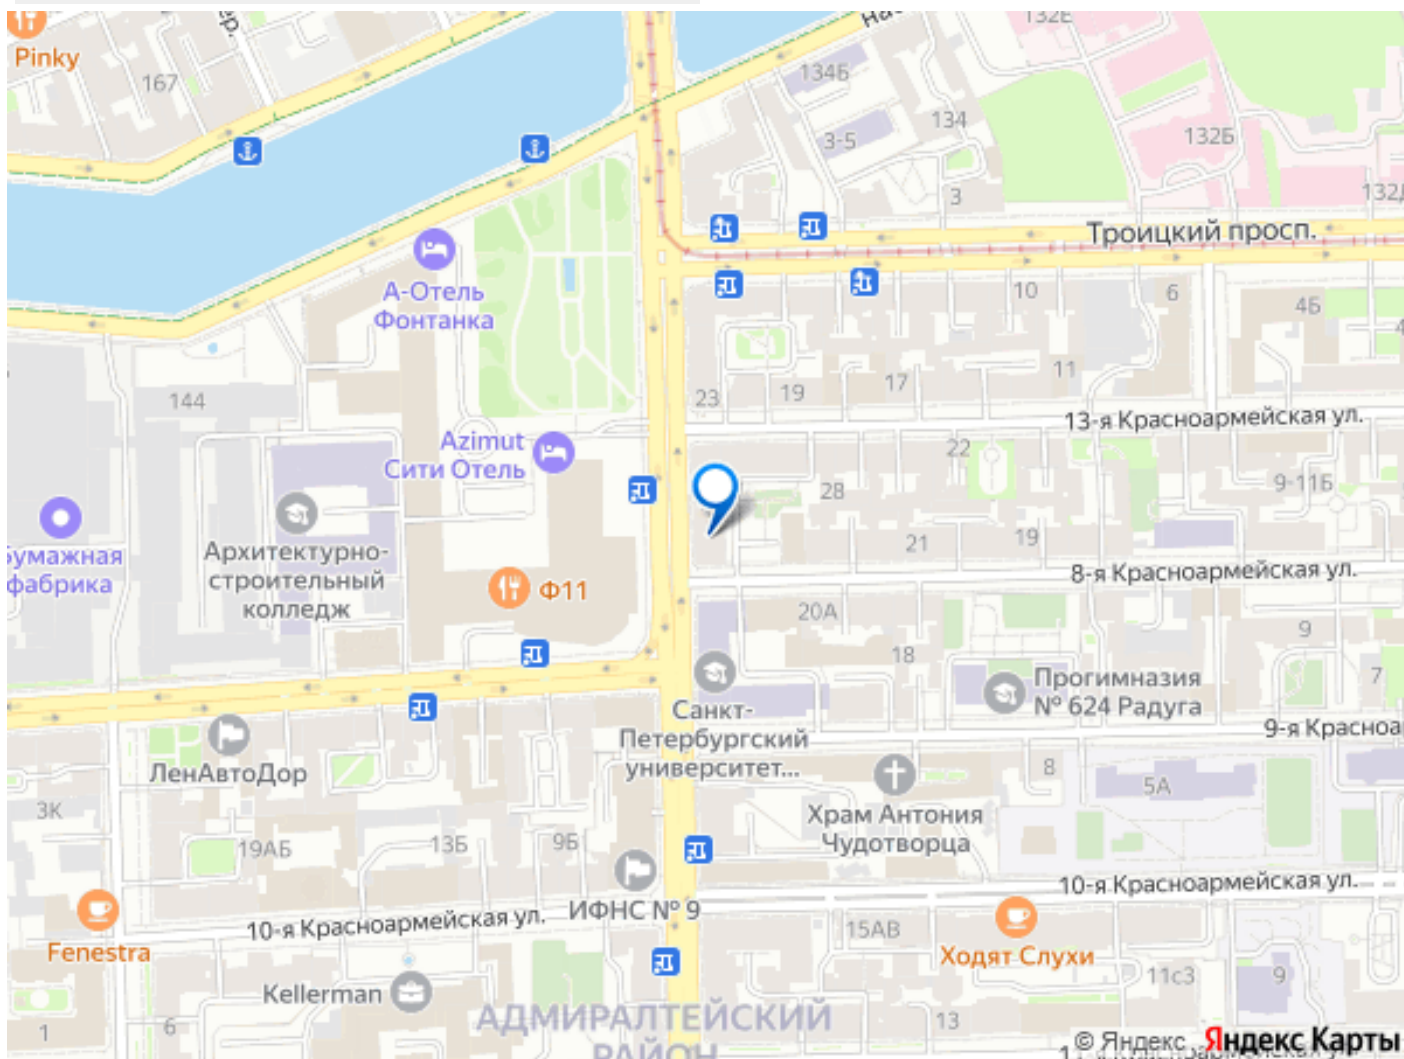 Pinky
пер.
наб
132Е
167
134Б
134
3-5
132Б
132Д
3
Троицкий просп.
А-Отель
Фонтанка
10
6
4Б
4
11
144
23
19
17
13-я Красноармейская ул.
Azimut
Сити Отель
22
28
9-11Б
Бумажная
фабрика
Архитектурно-
строительный
колледж
21
19
8-я Красноармейская ул.
Ф11
20А
9
18
7
Прогимназия
№ 624 Радуга
Санкт-
Петербургский
университет...
9-я Красноа
ЛенАвтоДор
8
5А
3К
Храм Антония
Чудотворца
19АБ
13Б
9Б
10-я Красноармейская ул.
ИФНС № 9
10-я Красноармейская ул.
Fenestra
15АВ
Ходят Слухи
Kellerman
11с3
9
1
6
АДМИРАЛТЕЙСКИЙ
РАЙОН
13
© Яндекс Яндекс Карты